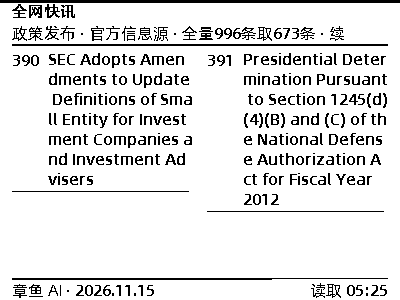 全网快讯
政策发布 · 官方信息源 · 全量996条取673条 · 续
390 SEC Adopts Amen
dments to Update
Definitions of Sma
ll Entity for Invest
ment Companies a
nd Investment Ad
visers
391 Presidential Deter
mination Pursuant
to Section 1245(d)
(4)(B) and (C) of th
e National Defens
e Authorization A
ct for Fiscal Year
2012
章鱼 AI · 2026.11.15
读取 05:25